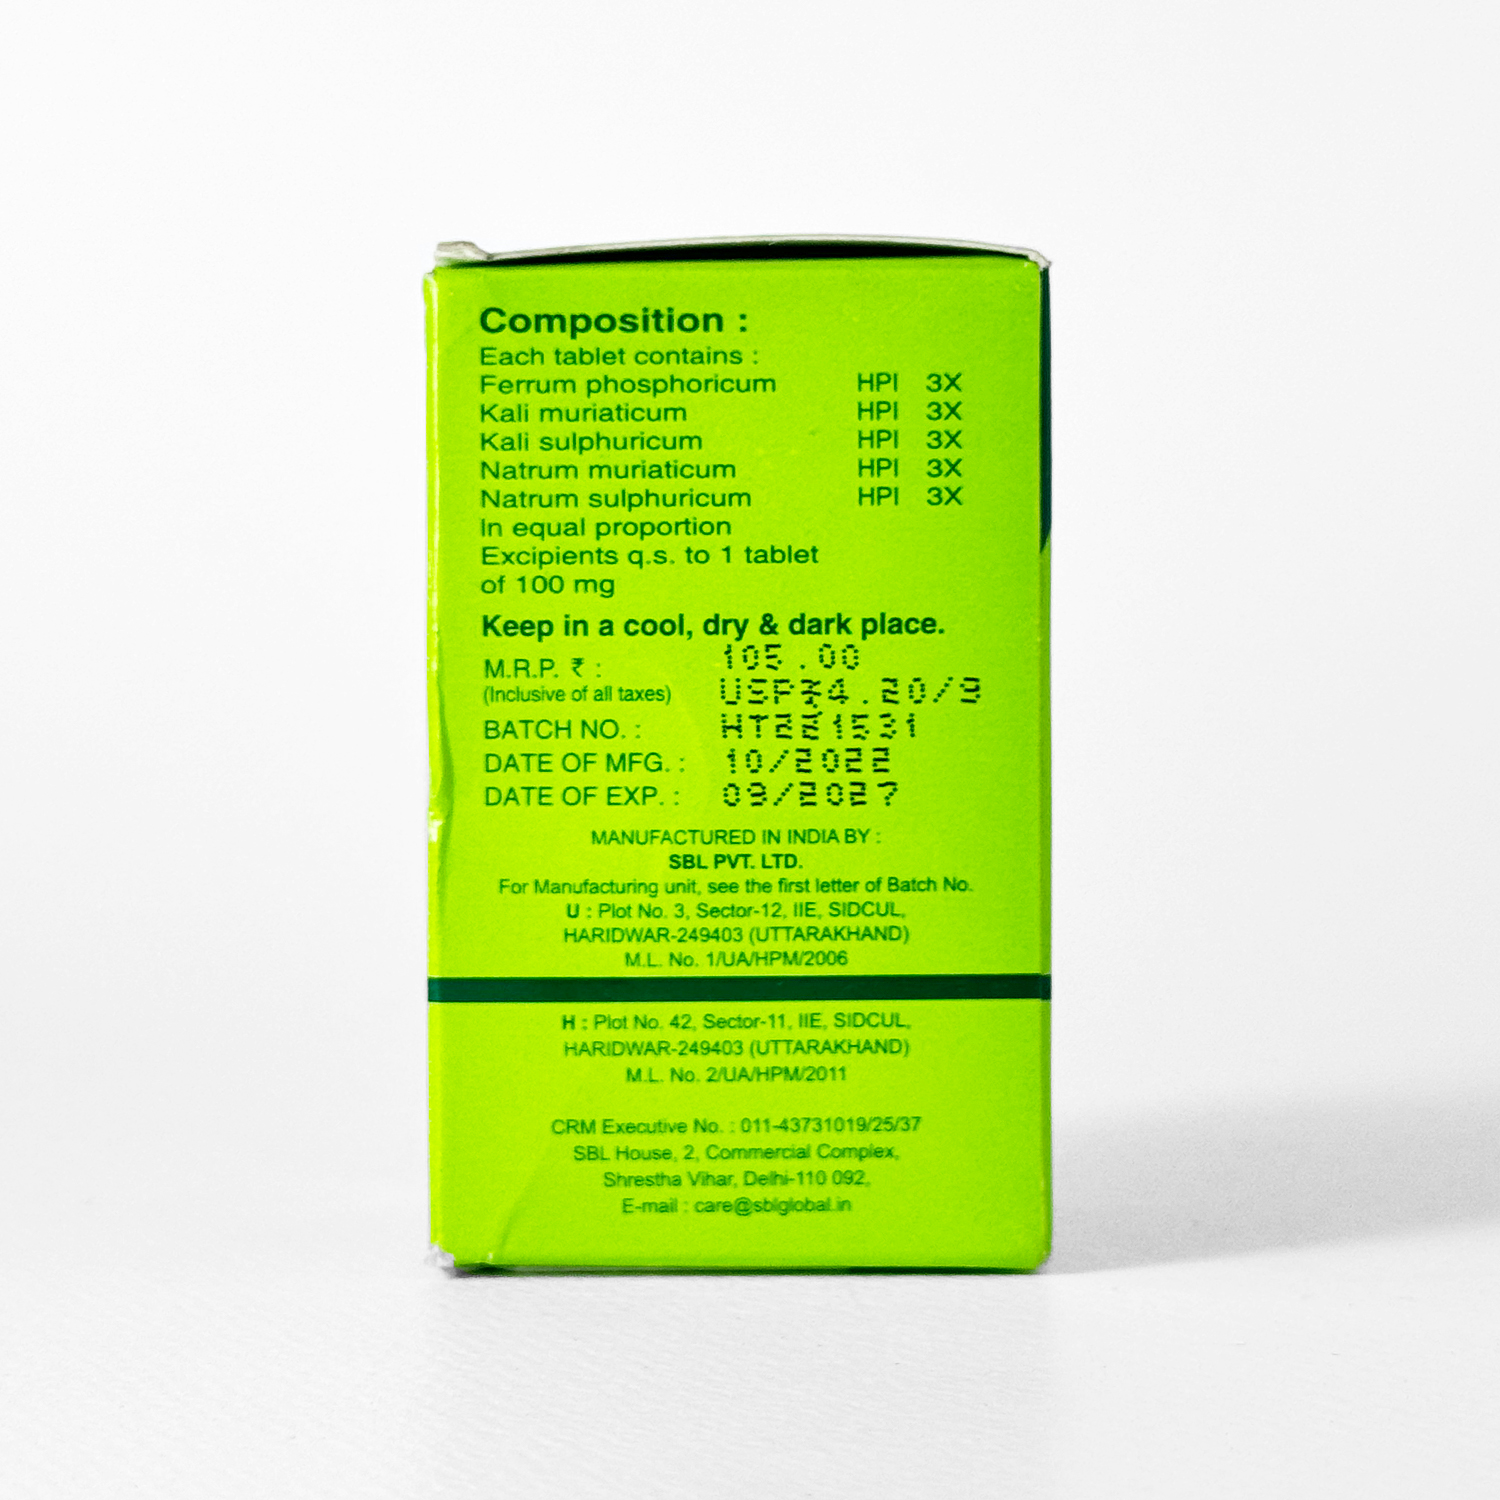 Composition :
Each tablet contains :
Ferrum phosphoricum HPI 3X
Kali muriaticum HPI 3X
Kali sulphuricum HPI 3X
Natrum muriaticum HPI 3X
Natrum sulphuricum HPI 3X
In equal proportion
Excipients q.s. to 1 tablet
of 100 mg
Keep in a cool, dry & dark place.
M.R.P. ₹ : 105.00
(Inclusive of all taxes) USP₹4.20/g
BATCH NO. : HT221531
DATE OF MFG. : 10/2022
DATE OF EXP. : 09/2027
MANUFACTURED IN INDIA BY :
SBL PVT. LTD.
For Manufacturing unit, see the first letter of Batch No.
U : Plot No. 3, Sector-12, IIE, SIDCUL,
HARIDWAR-249403 (UTTARAKHAND)
M.L. No. 1/UA/HPM/2006
H : Plot No. 42, Sector-11, IIE, SIDCUL,
HARIDWAR-249403 (UTTARAKHAND)
M.L. No. 2/UA/HPM/2011
CRM Executive No. : 011-43731019/25/37
SBL House, 2, Commercial Complex,
Shrestha Vihar, Delhi-110 092,
E-mail : care@sblglobal.in